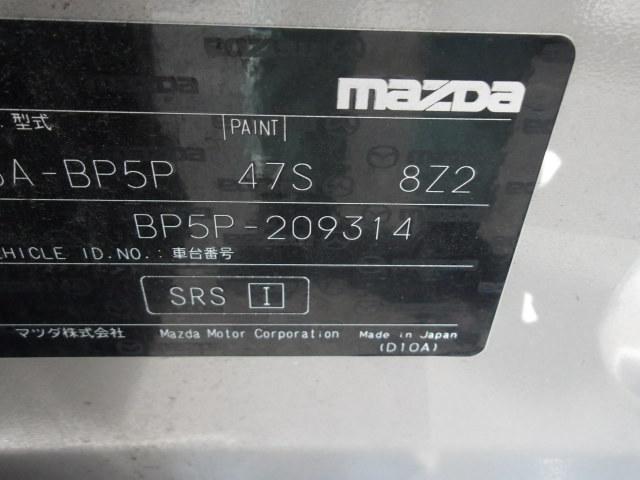 mazda
型式 PAINT
A-BP5P 47S 8Z2
BP5P-209314
EHICLE ID.NO.:車台番号
SRS I
マツダ株式会社 Mazda Motor Corporation Made in Japan
(D10A)